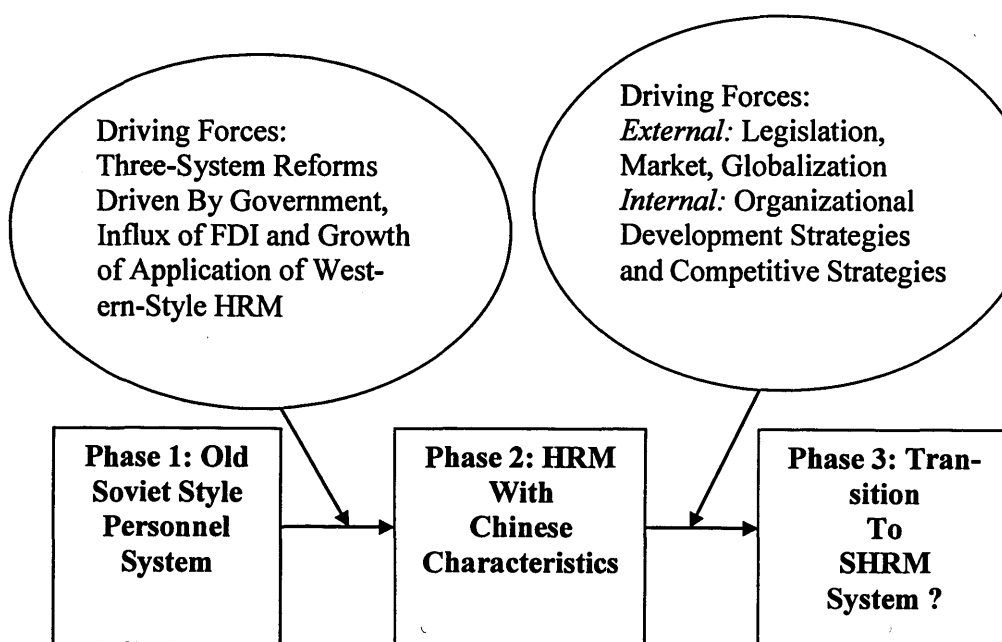 Driving Forces:
Three-System Reforms
Driven By Government,
Influx of FDI and Growth
of Application of West-
ern-Style HRM
Driving Forces:
External: Legislation,
Market, Globalization
Internal: Organizational
Development Strategies
and Competitive Strategies
Phase 1: Old
Soviet Style
Personnel
System
Phase 2: HRM
With
Chinese
Characteristics
Phase 3: Tran-
sition
To
SHRM
System ?